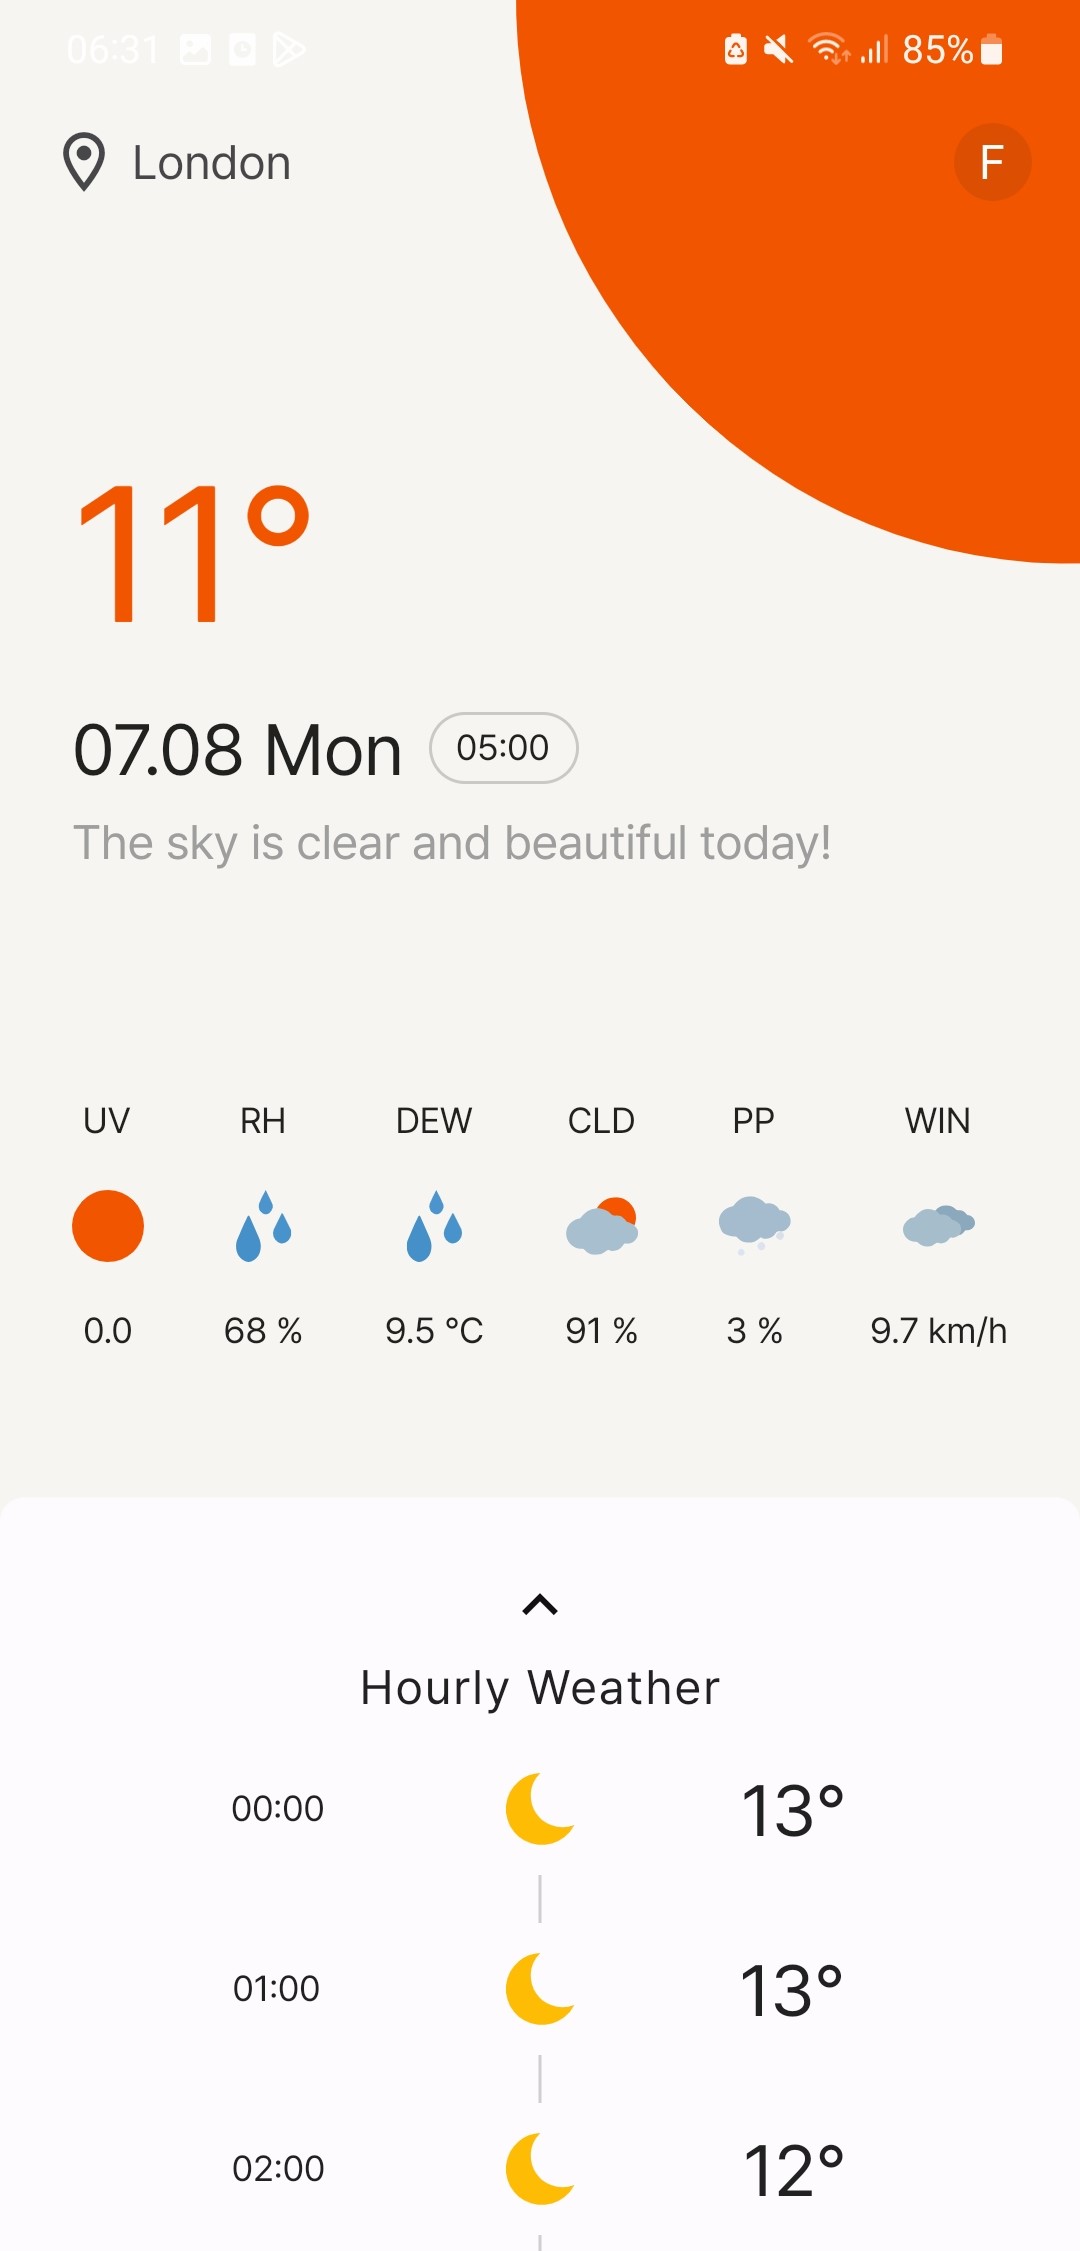 06:31 85%
London F
11°
07.08 Mon 05:00
The sky is clear and beautiful today!
UV RH DEW CLD PP WIN
0.0 68 % 9.5 °C 91 % 3 % 9.7 km/h
Hourly Weather
00:00 13°
01:00 13°
02:00 12°